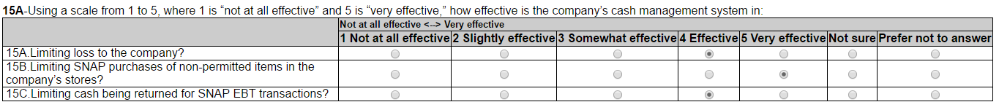 15A-Using a scale from 1 to 5, where 1 is “not at all effective” and 5 is “very effective,” how effective is the company’s cash management system in:
Not at all effective <--> Very effective
1 Not at all effective 2 Slightly effective 3 Somewhat effective 4 Effective 5 Very effective Not sure Prefer not to answer
15A.Limiting loss to the company?
15B.Limiting SNAP purchases of non-permitted items in the
company’s stores?
15C.Limiting cash being returned for SNAP EBT transactions?